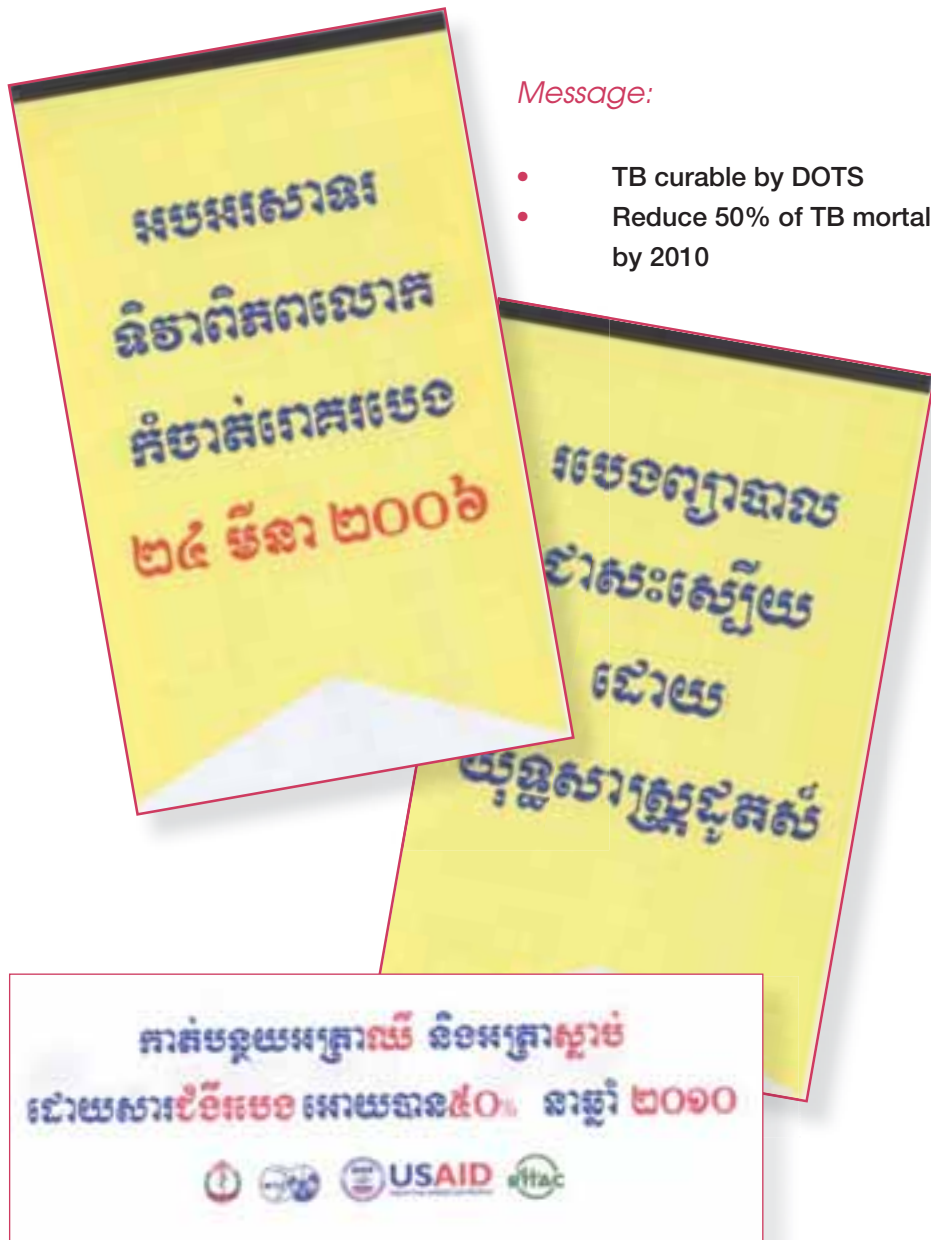 Message:
• TB curable by DOTS
• Reduce 50% of TB mortal
by 2010
អបអរសាទរ
ទិវាពិភពលោក
កំចាត់រោគរបេង
២៤ មីនា ២០០៦
របេងព្យាបាល
ជាសះស្បើយ
ដោយ
យុទ្ធសាស្ត្រដូតស៍
កាត់បន្ថយអត្រាឈឺ និងអត្រាស្លាប់
ដោយសារជំងឺរបេង អោយបាន៥០% នាឆ្នាំ ២០១០
USAID RHAC